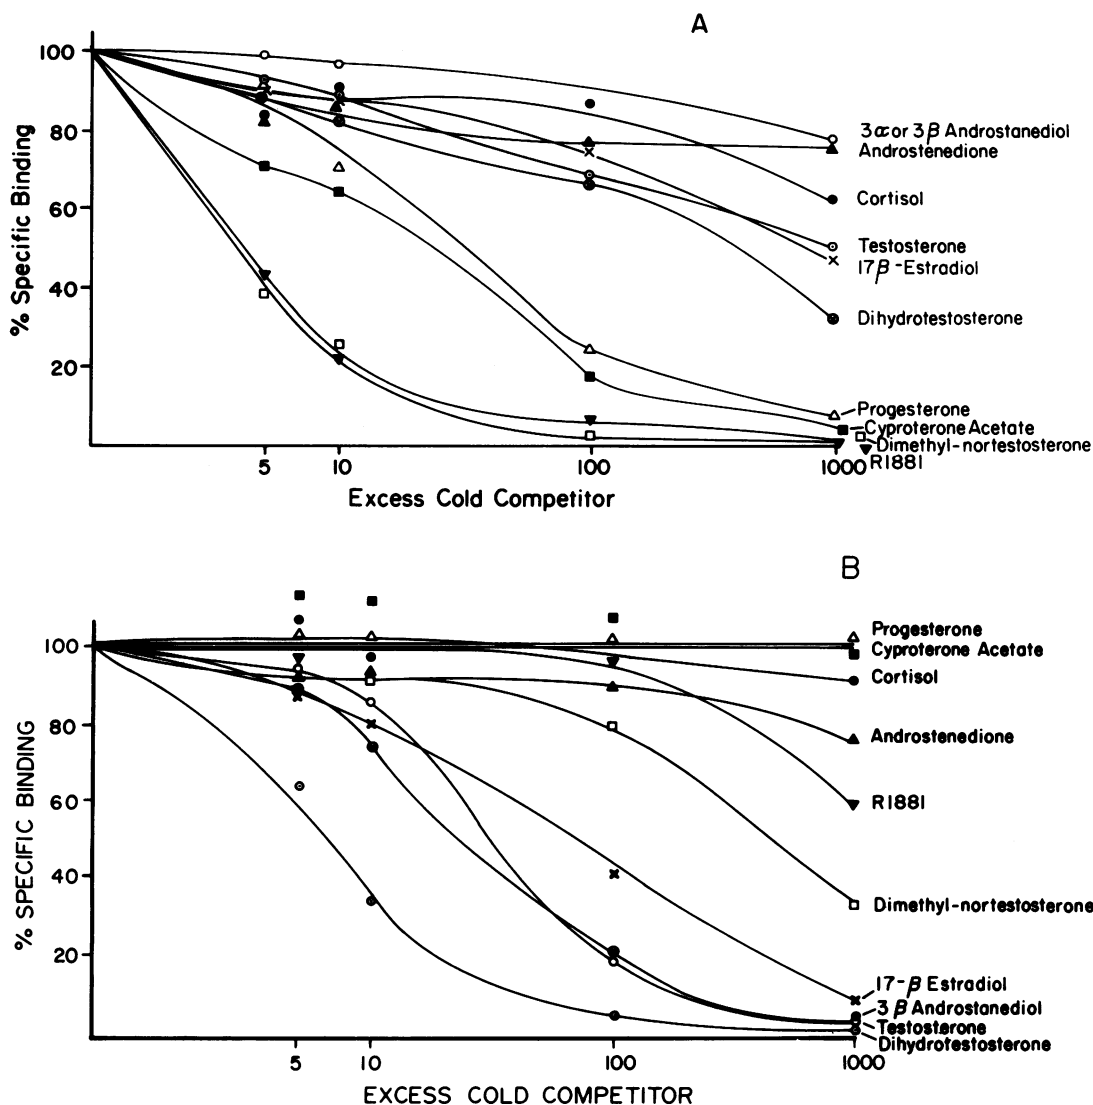 A
100
80
60
40
20
% Specific Binding
3α or 3β Androstanediol
Androstenedione
Cortisol
Testosterone
17β-Estradiol
Dihydrotestosterone
Progesterone
Cyproterone Acetate
Dimethyl-nortestosterone
R1881
5 10 100 1000
Excess Cold Competitor
B
100
80
60
40
20
% SPECIFIC BINDING
Progesterone
Cyproterone Acetate
Cortisol
Androstenedione
R1881
Dimethyl-nortestosterone
17-β Estradiol
3β Androstanediol
Testosterone
Dihydrotestosterone
5 10 100 1000
EXCESS COLD COMPETITOR